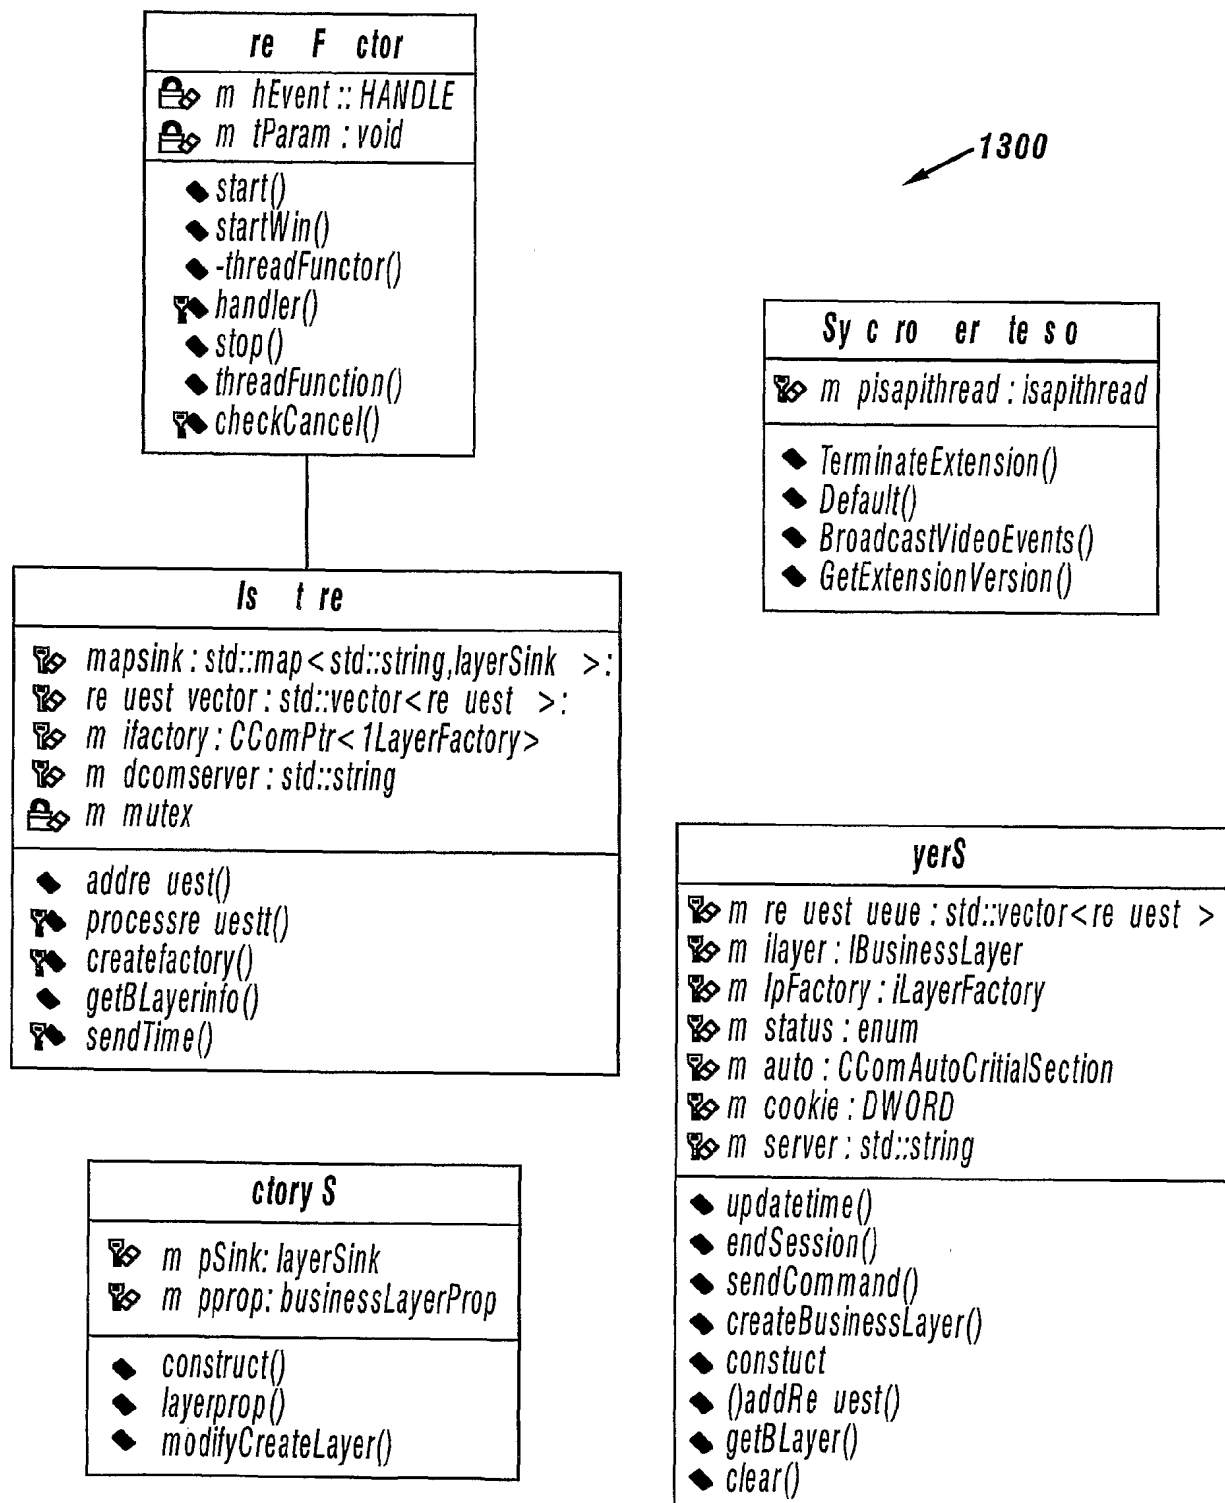 re F ctor
m hEvent :: HANDLE
m tParam : void
start()
startWin()
-threadFunctor()
handler()
stop()
threadFunction()
checkCancel()
1300
Sy c ro er te s o
m pisapithread : isapithread
TerminateExtension()
Default()
BroadcastVideoEvents()
GetExtensionVersion()
Is t re
mapsink : std::map<std::string,layerSink >:
re uest vector : std::vector<re uest >:
m ifactory : CComPtr<1LayerFactory>
m dcomserver : std::string
m mutex
addre uest()
processre uestt()
createfactory()
getBLayerinfo()
sendTime()
yerS
m re uest ueue : std::vector<re uest >
m ilayer : IBusinessLayer
m IpFactory : iLayerFactory
m status : enum
m auto : CComAutoCritialSection
m cookie : DWORD
m server : std::string
updatetime()
endSession()
sendCommand()
createBusinessLayer()
constuct
()addRe uest()
getBLayer()
clear()
ctory S
m pSink: layerSink
m pprop: businessLayerProp
construct()
layerprop()
modifyCreateLayer()